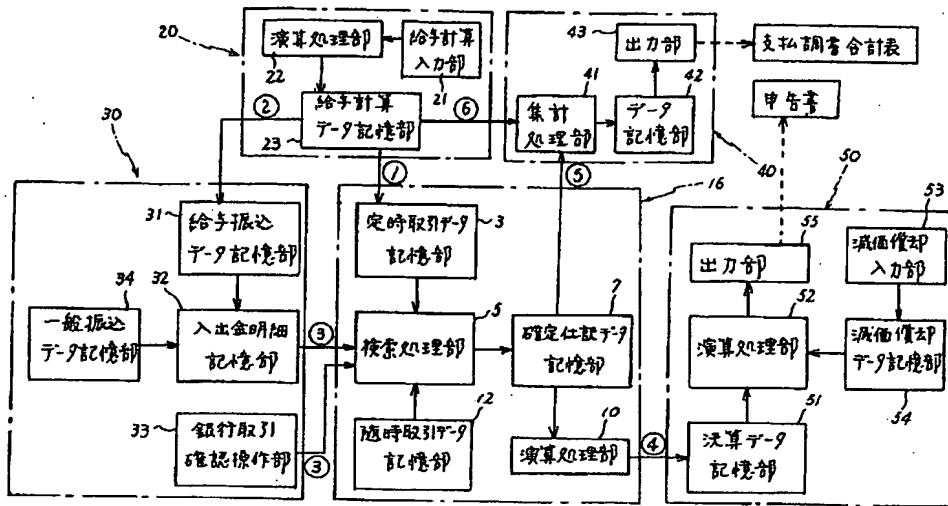 20
演算処理部
22
給与計算
入力部
21
給与計算
データ記憶部
23
②
⑥
①
43
出力部
支払調書合計表
41
集計
処理部
42
データ
記憶部
申告書
40
30
31
給与振込
データ記憶部
34
一般振込
データ記憶部
32
入出金明細
記憶部
33
銀行取引
確認操作部
③
③
16
定時取引データ
記憶部
3
5
検索処理部
12
随時取引データ
記憶部
7
確定仕訳データ
記憶部
10
演算処理部
⑤
④
50
55
出力部
53
減価償却
入力部
52
演算処理部
減価償却
データ記憶部
54
51
決算データ
記憶部